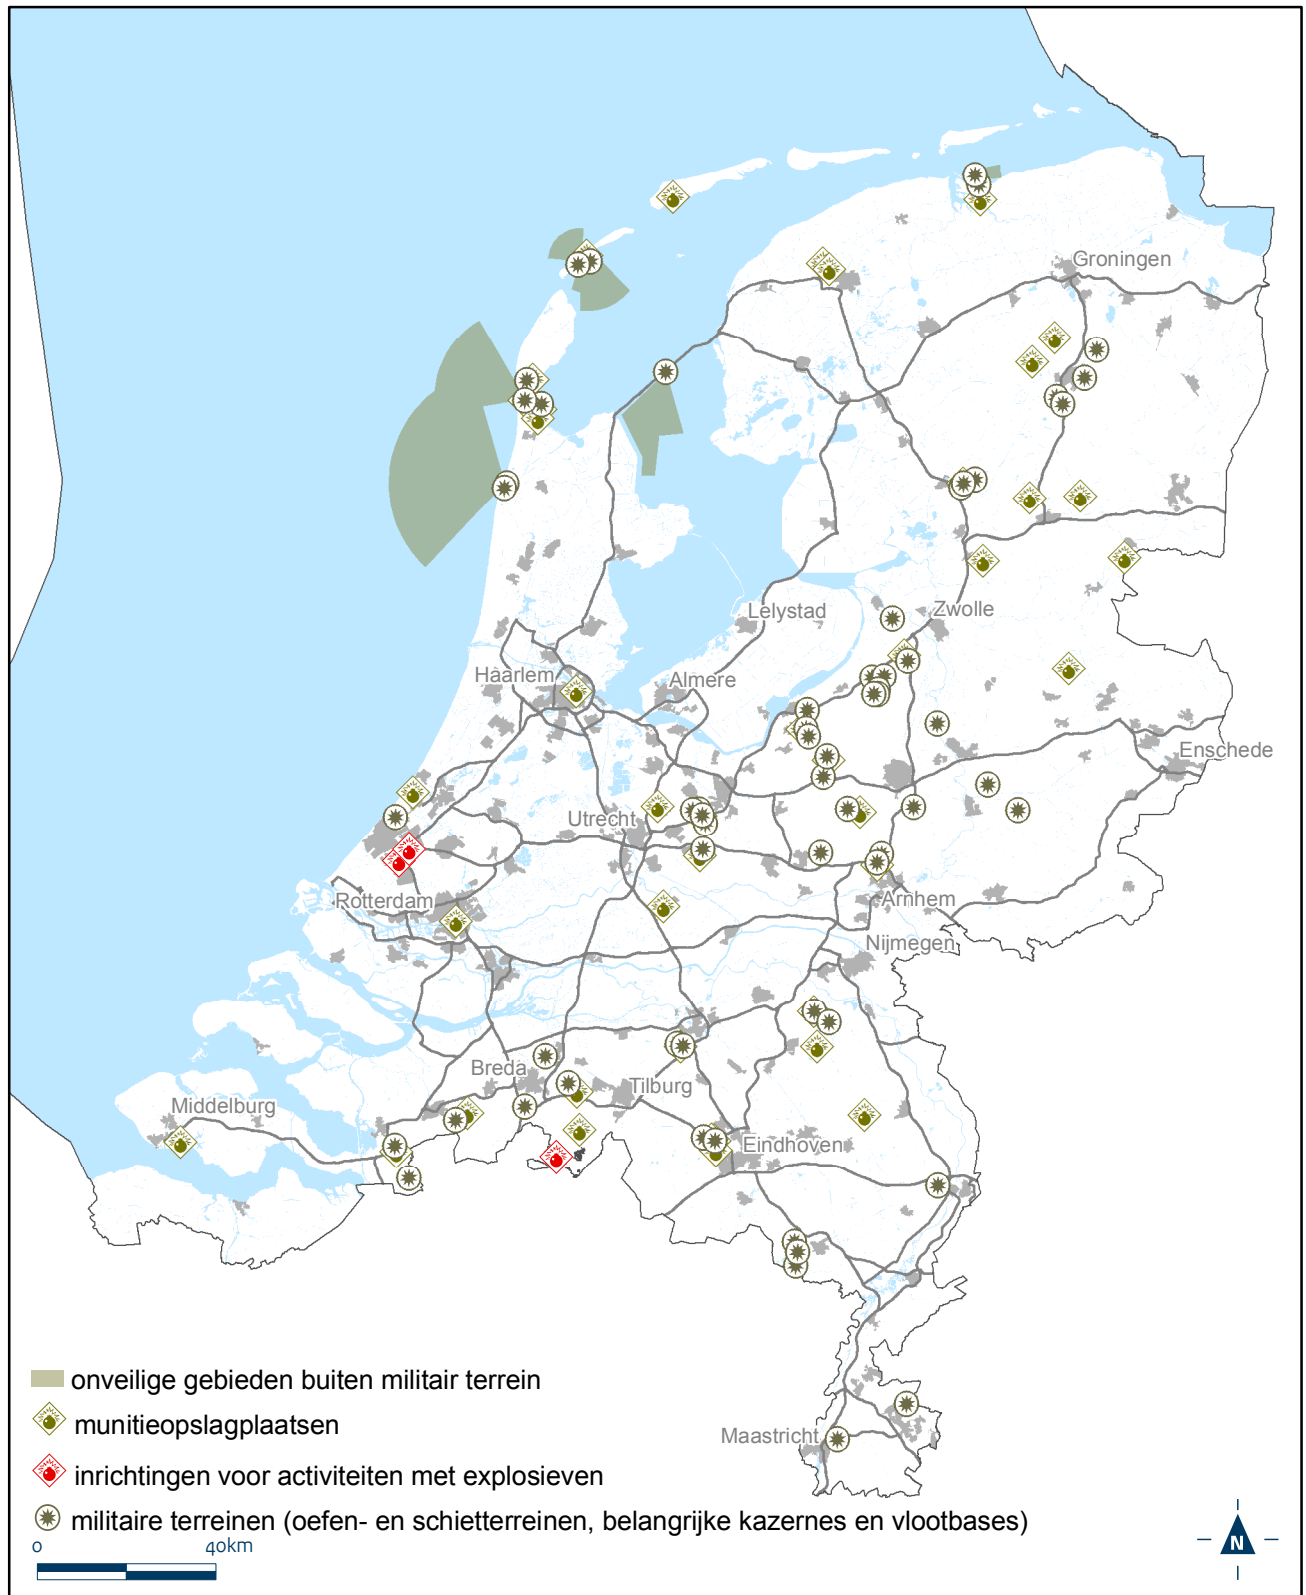 Groningen
Lelystad
Zwolle
Haarlem
Almere
Enschede
Utrecht
Rotterdam
Arnhem
Nijmegen
Breda
Tilburg
Middelburg
Eindhoven
Maastricht
onveilige gebieden buiten militair terrein
munitieopslagplaatsen
inrichtingen voor activiteiten met explosieven
militaire terreinen (oefen- en schietterreinen, belangrijke kazernes en vlootbases)
0 40km
N